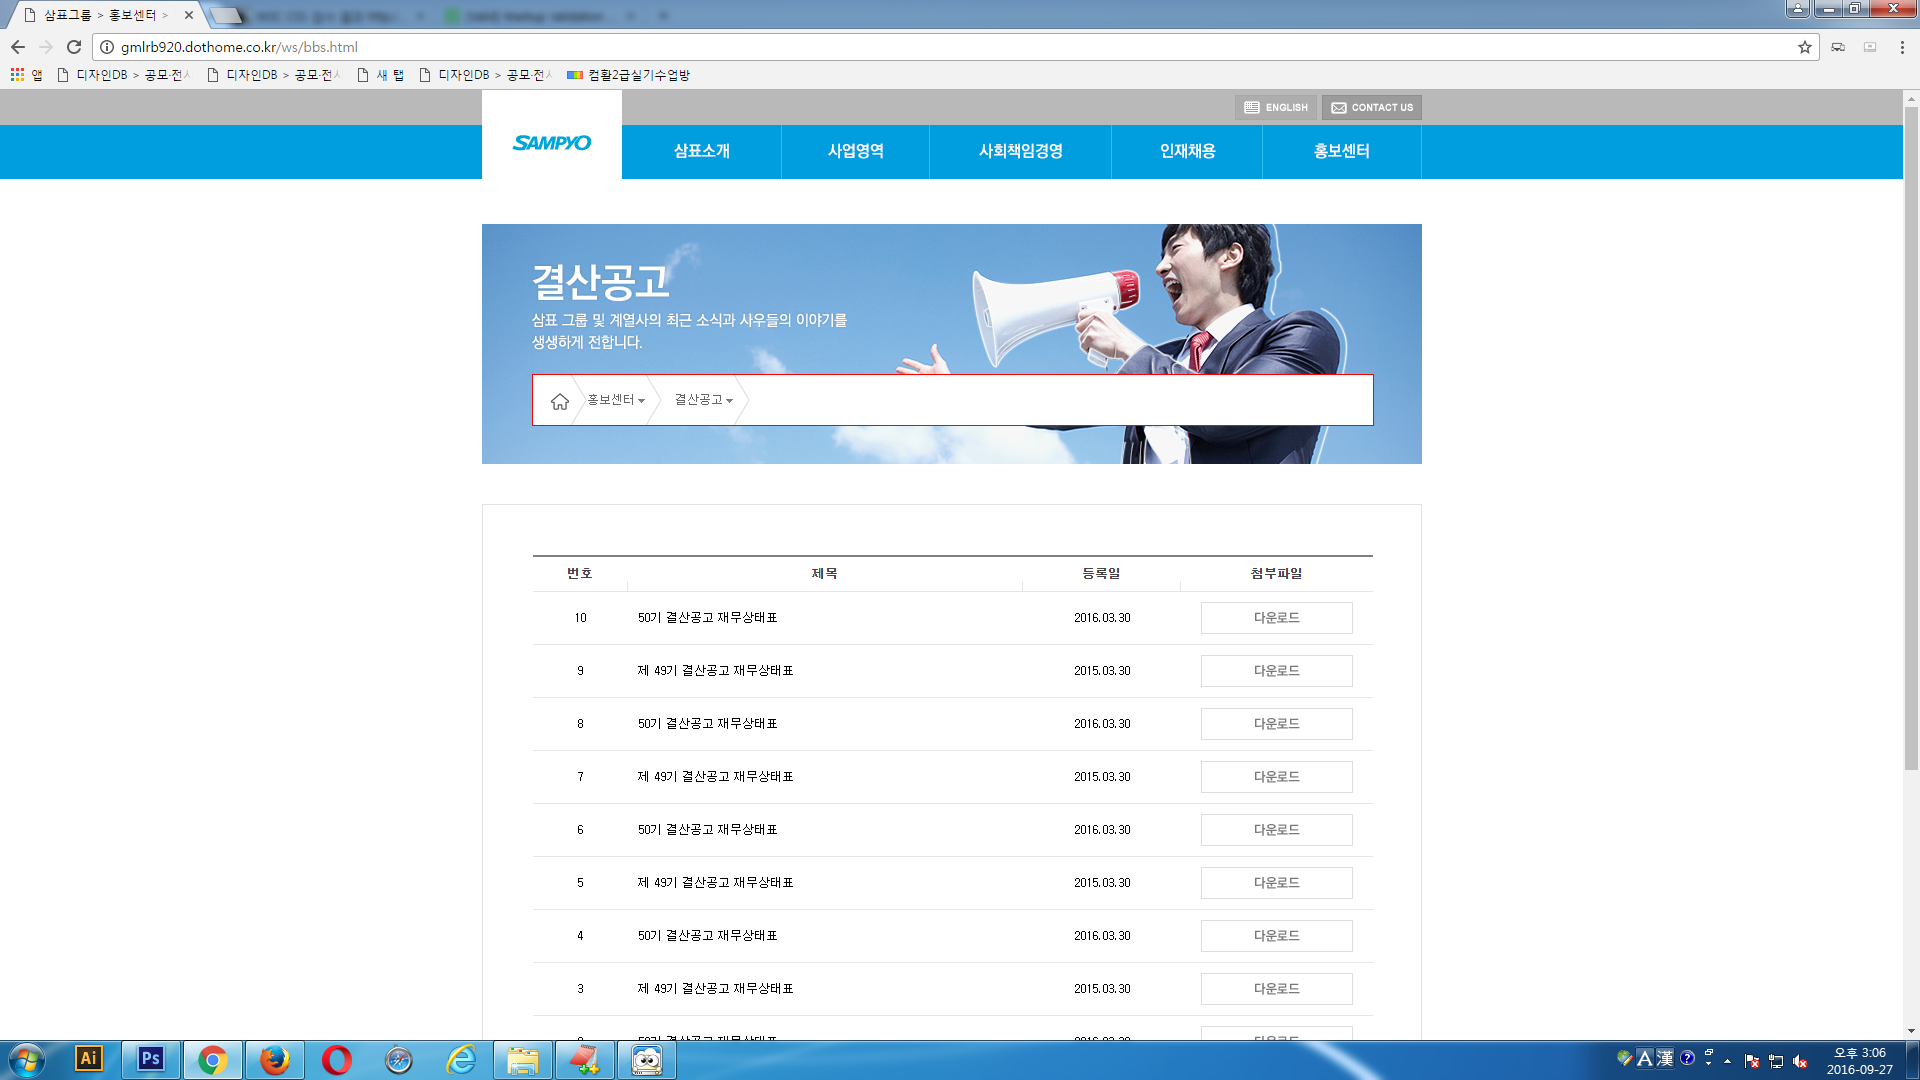 삼표그룹 > 홍보센터 >
gmlrb920.dothome.co.kr/ws/bbs.html
앱 디자인DB > 공모·전시 디자인DB > 공모·전시 새 탭 디자인DB > 공모·전시 컴활2급실기수업방
ENGLISH CONTACT US
SAMPYO 삼표소개 사업영역 사회책임경영 인재채용 홍보센터
결산공고
삼표 그룹 및 계열사의 최근 소식과 사우들의 이야기를
생생하게 전합니다.
홍보센터 결산공고
번호 제목 등록일 첨부파일
10 50기 결산공고 재무상태표 2016.03.30 다운로드
9 제 49기 결산공고 재무상태표 2015.03.30 다운로드
8 50기 결산공고 재무상태표 2016.03.30 다운로드
7 제 49기 결산공고 재무상태표 2015.03.30 다운로드
6 50기 결산공고 재무상태표 2016.03.30 다운로드
5 제 49기 결산공고 재무상태표 2015.03.30 다운로드
4 50기 결산공고 재무상태표 2016.03.30 다운로드
3 제 49기 결산공고 재무상태표 2015.03.30 다운로드
Ai Ps A 漢 ? 오후 3:06
2016-09-27